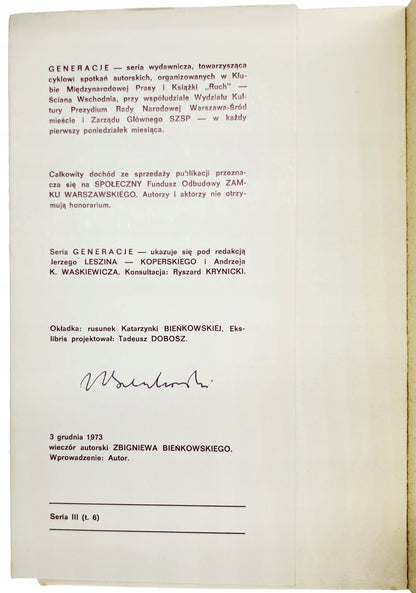 GENERACJE — seria wydawnicza, towarzysząca
cyklowi spotkań autorskich, organizowanych w Klu-
bie Międzynarodowej Prasy i Książki „Ruch" —
Ściana Wschodnia, przy współudziale Wydziału Kul-
tury Prezydium Rady Narodowej Warszawa-Śród
mieście i Zarządu Głównego SZSP — w każdy
pierwszy poniedziałek miesiąca.
Całkowity dochód ze sprzedaży publikacji przezna-
cza się na SPOŁECZNY Fundusz Odbudowy ZAM-
KU WARSZAWSKIEGO. Autorzy i aktorzy nie otrzy-
mują honorarium.
Seria GENERACJE — ukazuje się pod redakcją
Jerzego LESZINA — KOPERSKIEGO i Andrzeja
K. WAŚKIEWICZA. Konsultacja: Ryszard KRYNICKI.
Okładka: rusunek Katarzynki BIEŃKOWSKIEJ, Eks-
libris projektował: Tadeusz DOBOSZ.
3 grudnia 1973
wieczór autorski ZBIGNIEWA BIEŃKOWSKIEGO.
Wprowadzenie: Autor.
Seria III (t. 6)